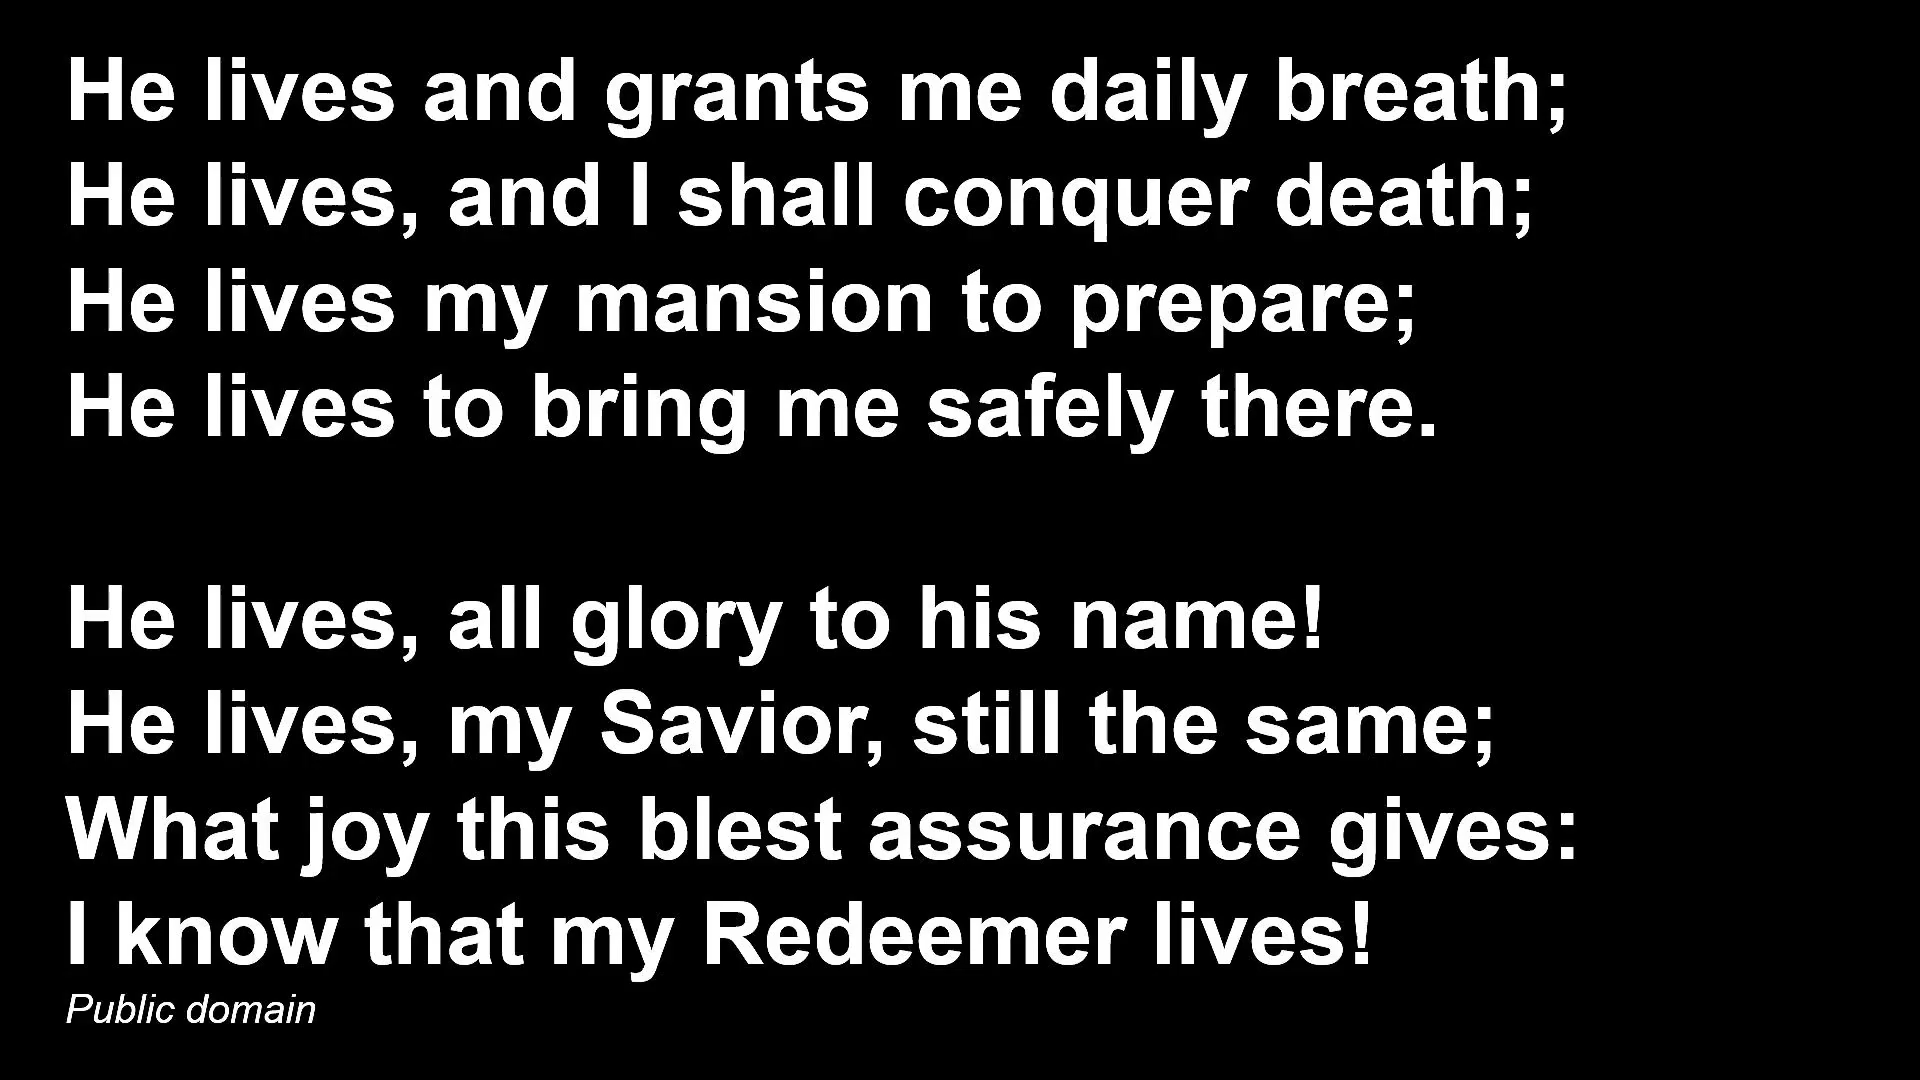 He lives and grants me daily breath;
He lives, and I shall conquer death;
He lives my mansion to prepare;
He lives to bring me safely there.
He lives, all glory to his name!
He lives, my Savior, still the same;
What joy this blest assurance gives:
I know that my Redeemer lives!
Public domain